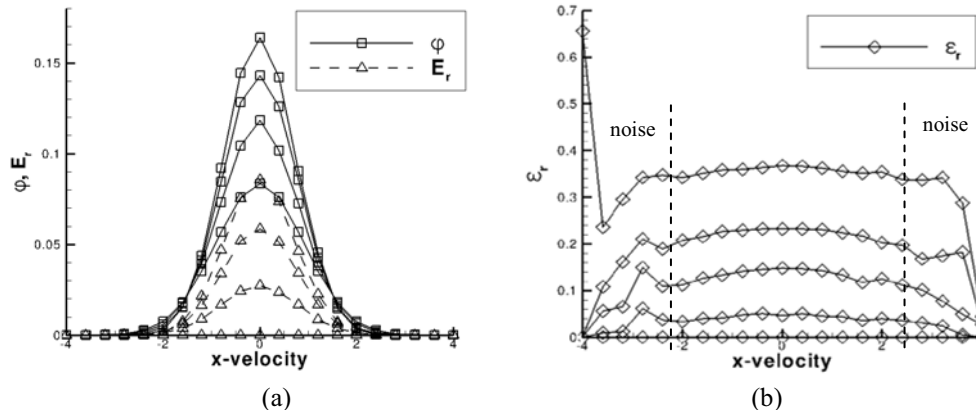 0.15
0.1
0.05
0
-4
-2
0
2
4
φ, E_r
x-velocity
φ
E_r
(a)
0.7
0.6
0.5
0.4
0.3
0.2
0.1
0
-4
-2
0
2
ε_r
x-velocity
ε_r
noise
noise
(b)